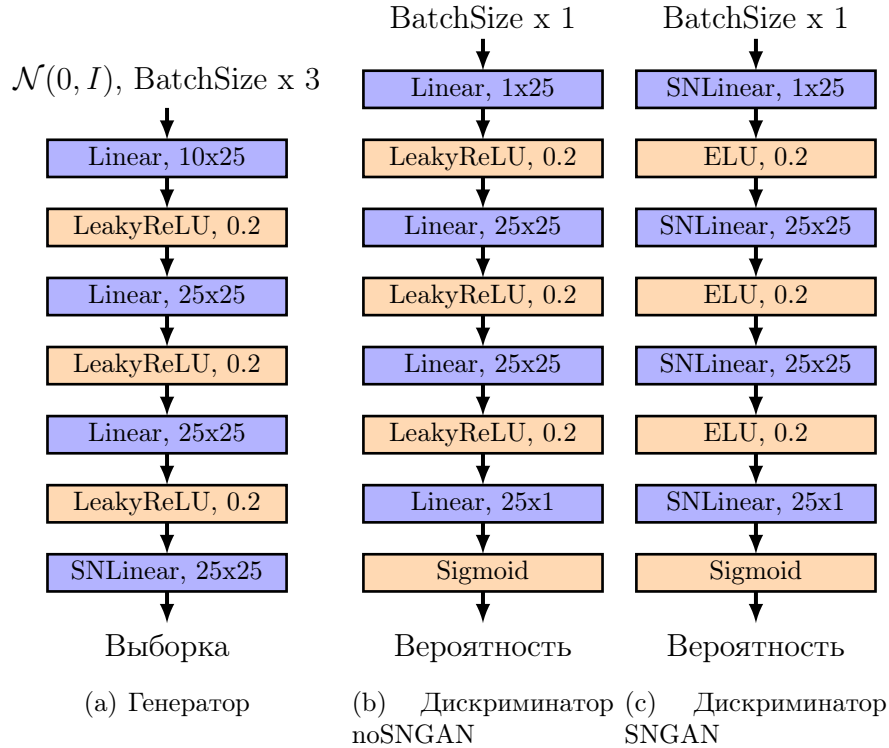 𝒩(0, I), BatchSize x 3
Linear, 10x25
LeakyReLU, 0.2
Linear, 25x25
LeakyReLU, 0.2
Linear, 25x25
LeakyReLU, 0.2
SNLinear, 25x25
Выборка
(a) Генератор
BatchSize x 1
Linear, 1x25
LeakyReLU, 0.2
Linear, 25x25
LeakyReLU, 0.2
Linear, 25x25
LeakyReLU, 0.2
Linear, 25x1
Sigmoid
Вероятность
(b) Дискриминатор
noSNGAN
BatchSize x 1
SNLinear, 1x25
ELU, 0.2
SNLinear, 25x25
ELU, 0.2
SNLinear, 25x25
ELU, 0.2
SNLinear, 25x1
Sigmoid
Вероятность
(c) Дискриминатор
SNGAN